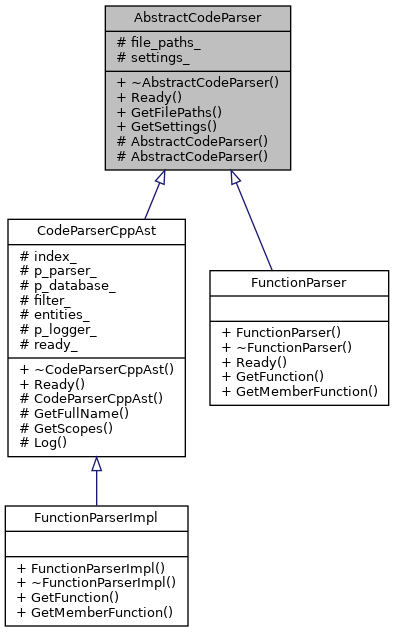 AbstractCodeParser
# file_paths_
# settings_
+ ~AbstractCodeParser()
+ Ready()
+ GetFilePaths()
+ GetSettings()
# AbstractCodeParser()
# AbstractCodeParser()
CodeParserCppAst
# index_
# p_parser_
# p_database_
# filter_
# entities_
# p_logger_
# ready_
+ ~CodeParserCppAst()
+ Ready()
# CodeParserCppAst()
# GetFullName()
# GetScopes()
# Log()
FunctionParser
+ FunctionParser()
+ ~FunctionParser()
+ Ready()
+ GetFunction()
+ GetMemberFunction()
FunctionParserImpl
+ FunctionParserImpl()
+ ~FunctionParserImpl()
+ GetFunction()
+ GetMemberFunction()